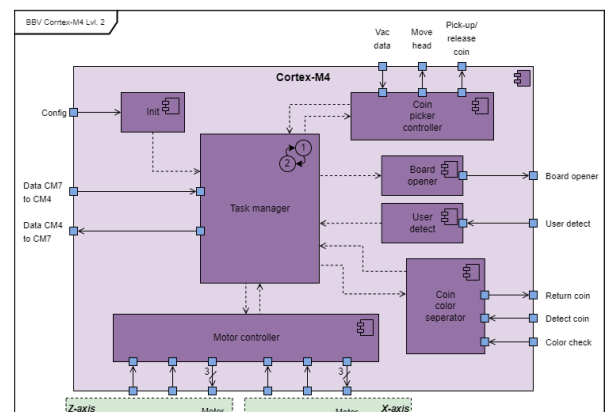 BBV Corrtex-M4 Lvl. 2
Vac
data
Move
head
Pick-up/
release
coin
Cortex-M4
Config
Init
Coin
picker
controller
1
2
Task manager
Board
opener
Board opener
Data CM7
to CM4
User
detect
User detect
Data CM4
to CM7
Coin
color
seperator
Return coin
Detect coin
Color check
Motor controller
3
3
Z-axis
Motor
Motor
X-axis